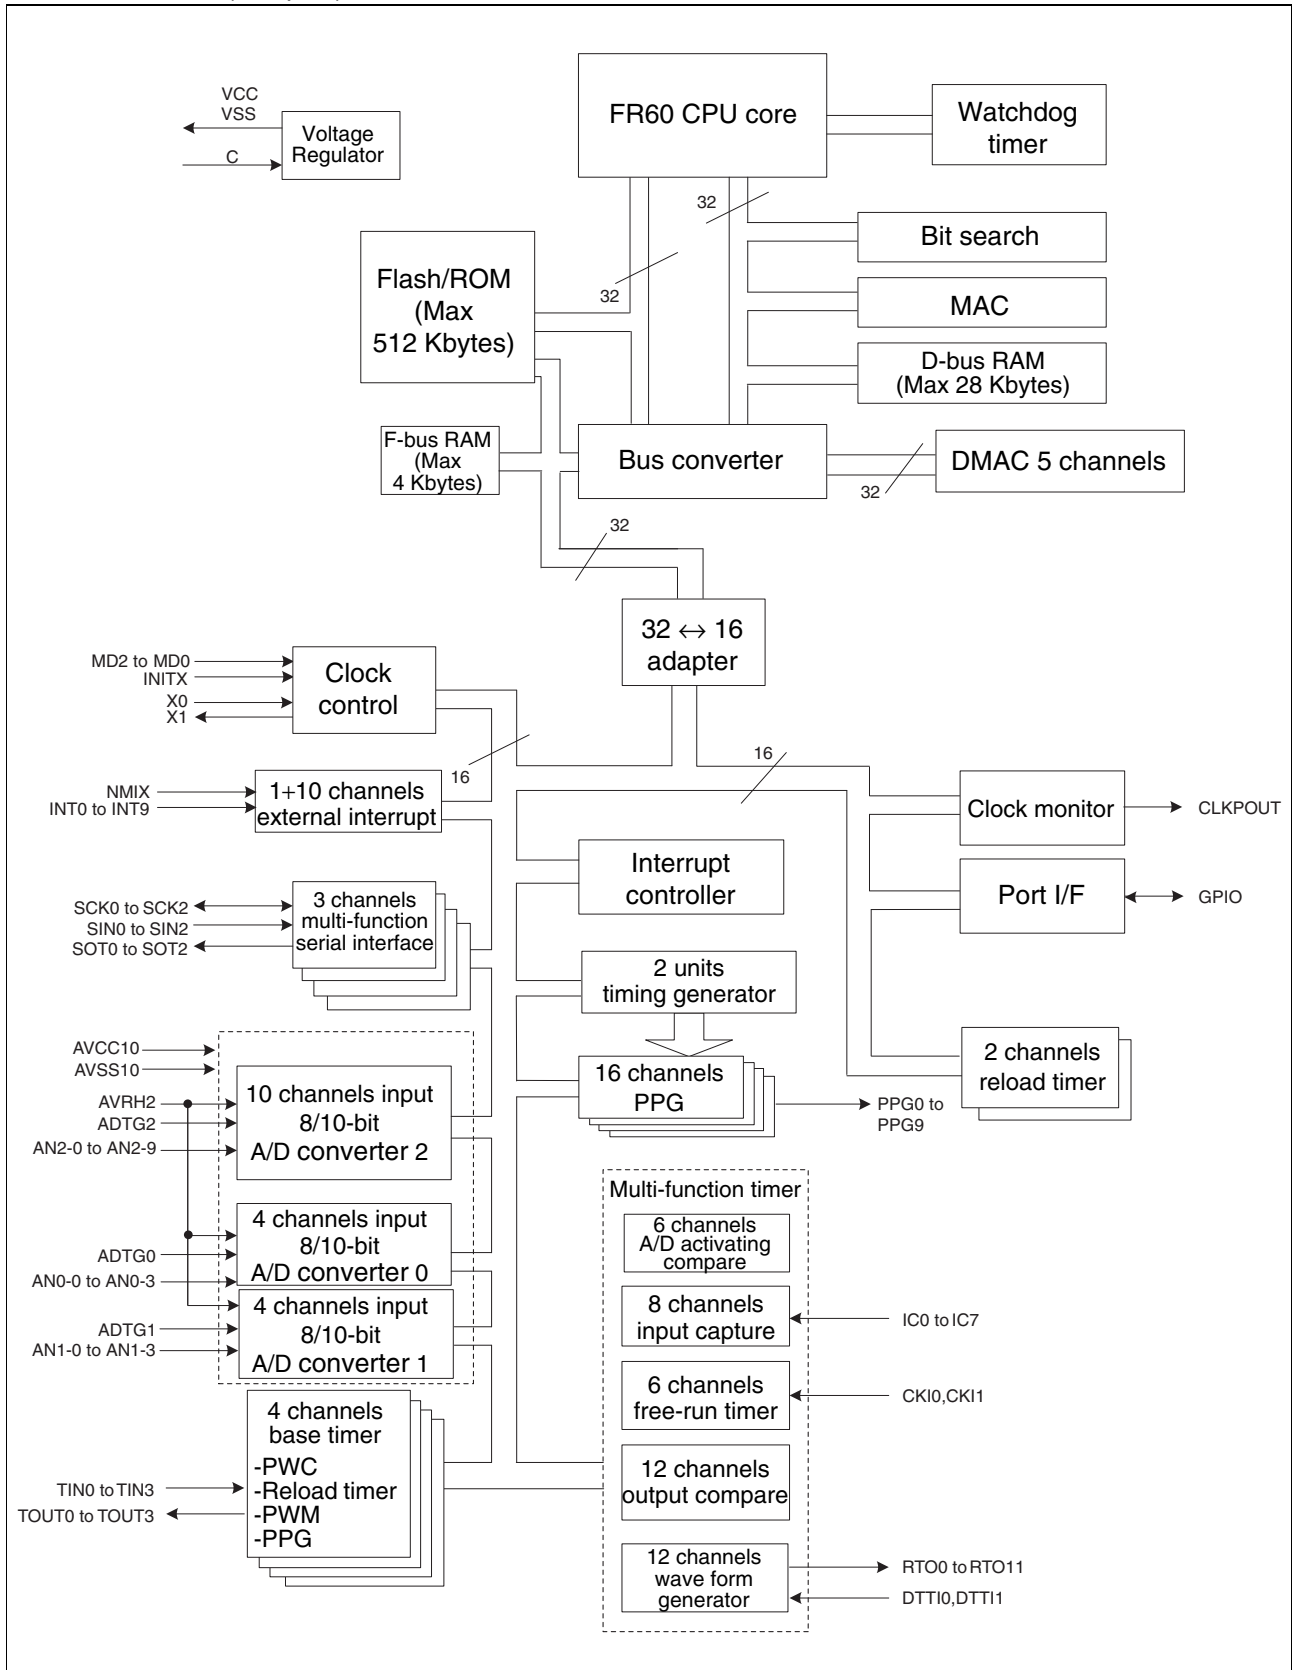 FR60 CPU core
Watchdog
timer
VCC
VSS
C
Voltage
Regulator
32
Bit search
Flash/ROM
(Max
512 Kbytes)
32
MAC
D-bus RAM
(Max 28 Kbytes)
F-bus RAM
(Max
4 Kbytes)
Bus converter
DMAC 5 channels
32
32
32 ↔ 16
adapter
MD2 to MD0
INITX
X0
X1
Clock
control
16
16
NMIX
INT0 to INT9
1+10 channels
external interrupt
Clock monitor
CLKPOUT
Interrupt
controller
Port I/F
GPIO
SCK0 to SCK2
SIN0 to SIN2
SOT0 to SOT2
3 channels
multi-function
serial interface
2 units
timing generator
AVCC10
AVSS10
AVRH2
ADTG2
AN2-0 to AN2-9
10 channels input
8/10-bit
A/D converter 2
16 channels
PPG
PPG0 to
PPG9
2 channels
reload timer
ADTG0
AN0-0 to AN0-3
4 channels input
8/10-bit
A/D converter 0
ADTG1
AN1-0 to AN1-3
4 channels input
8/10-bit
A/D converter 1
Multi-function timer
6 channels
A/D activating
compare
8 channels
input capture
IC0 to IC7
6 channels
free-run timer
CKI0,CKI1
12 channels
output compare
12 channels
wave form
generator
RTO0 to RTO11
DTTI0,DTTI1
4 channels
base timer
-PWC
-Reload timer
-PWM
-PPG
TIN0 to TIN3
TOUT0 to TOUT3